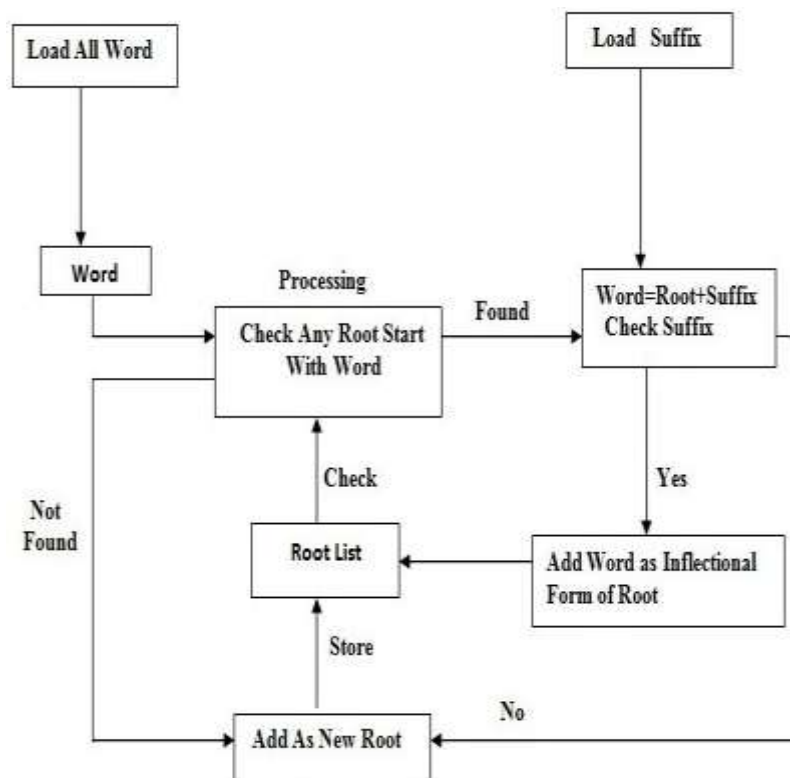 Load All Word
Load Suffix
Word
Processing
Check Any Root Start
With Word
Found
Word=Root+Suffix
Check Suffix
Check
Yes
Not
Found
Root List
Add Word as Inflectional
Form of Root
Store
No
Add As New Root